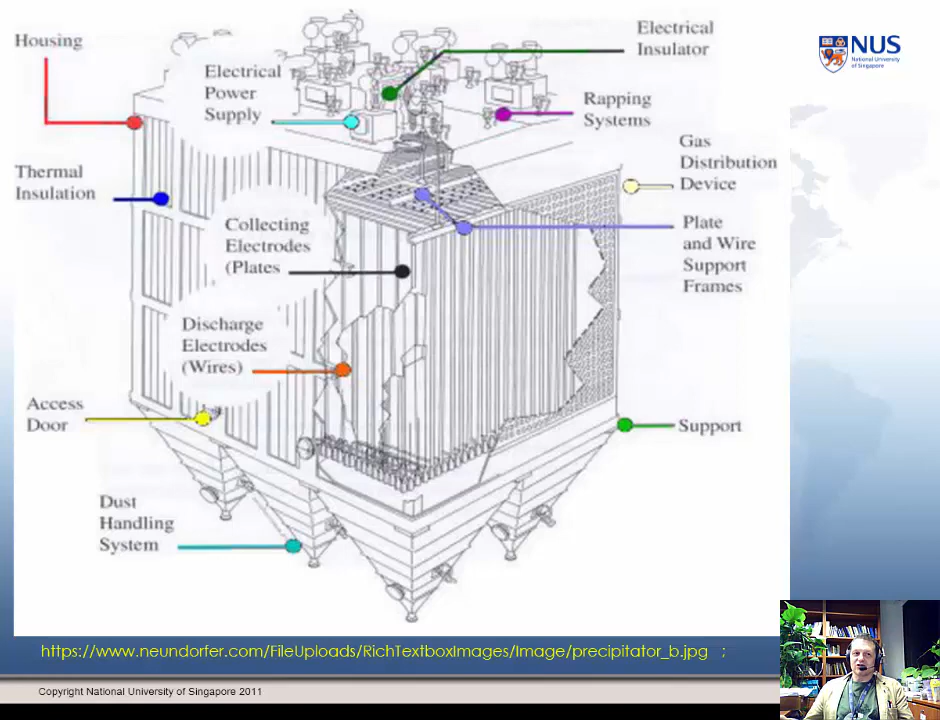 Housing
Electrical
Power
Supply
Electrical
Insulator
Rapping
Systems
Gas
Distribution
Device
Thermal
Insulation
Collecting
Electrodes
(Plates
Plate
and Wire
Support
Frames
Discharge
Electrodes
(Wires)
Access
Door
Support
Dust
Handling
System
NUS
National University
of Singapore
https://www.neundorfer.com/FileUploads/RichTextboxImages/Image/precipitator_b.jpg ;
Copyright National University of Singapore 2011